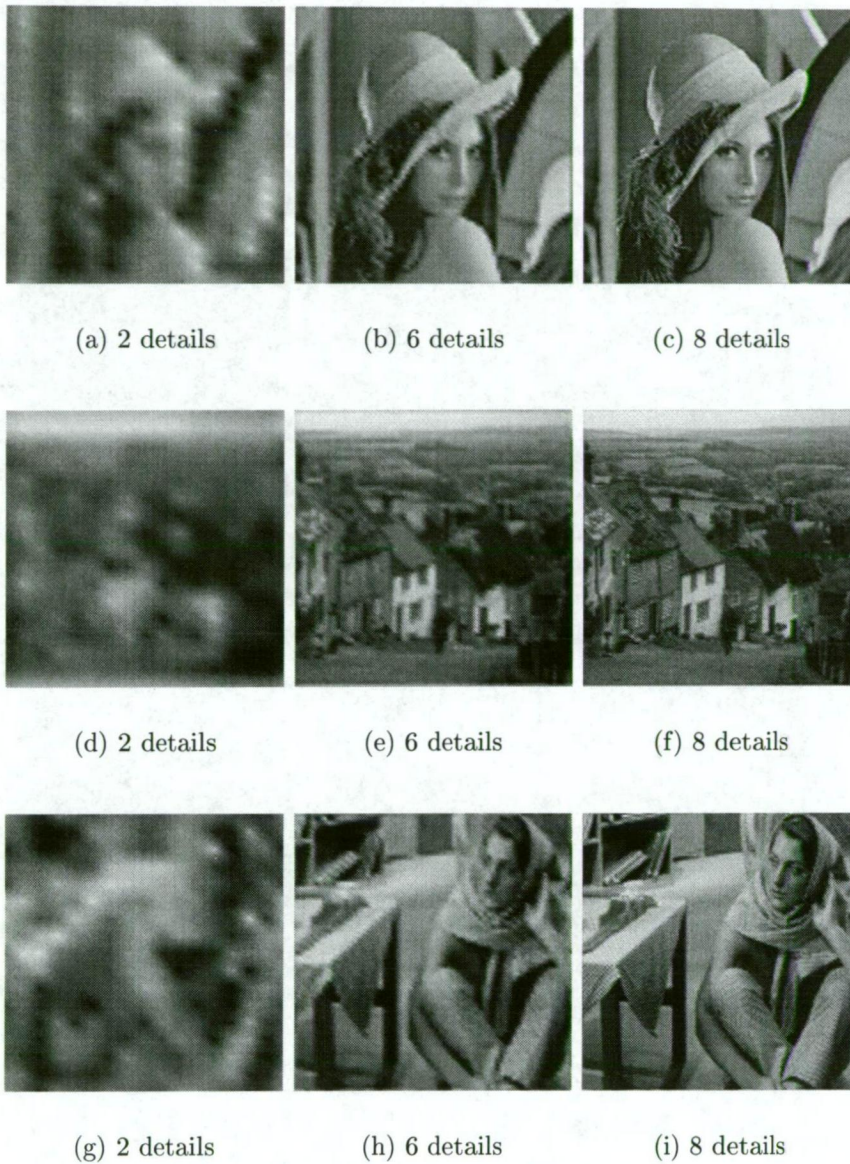 (a) 2 details (b) 6 details (c) 8 details
(d) 2 details (e) 6 details (f) 8 details
(g) 2 details (h) 6 details (i) 8 details